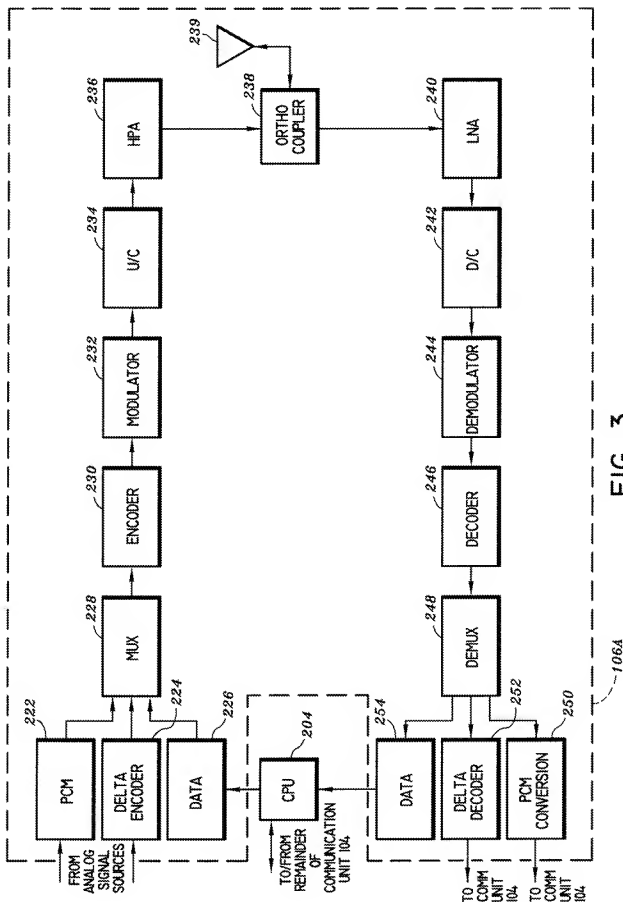 222
PCM
FROM
ANALOG
SIGNAL
SOURCES
DELTA
ENCODER
224
DATA
226
228
MUX
230
ENCODER
232
MODULATOR
234
U/C
236
HPA
239
238
ORTHO
COUPLER
204
CPU
TO/FROM
REMAINDER
OF
COMMUNICATION
UNIT 104
254
DATA
252
DELTA
DECODER
250
PCM
CONVERSION
TO COMM
UNIT
104
TO COMM
UNIT
104
248
DEMUX
246
DECODER
244
DEMODULATOR
242
D/C
240
LNA
106A
FIG. 3